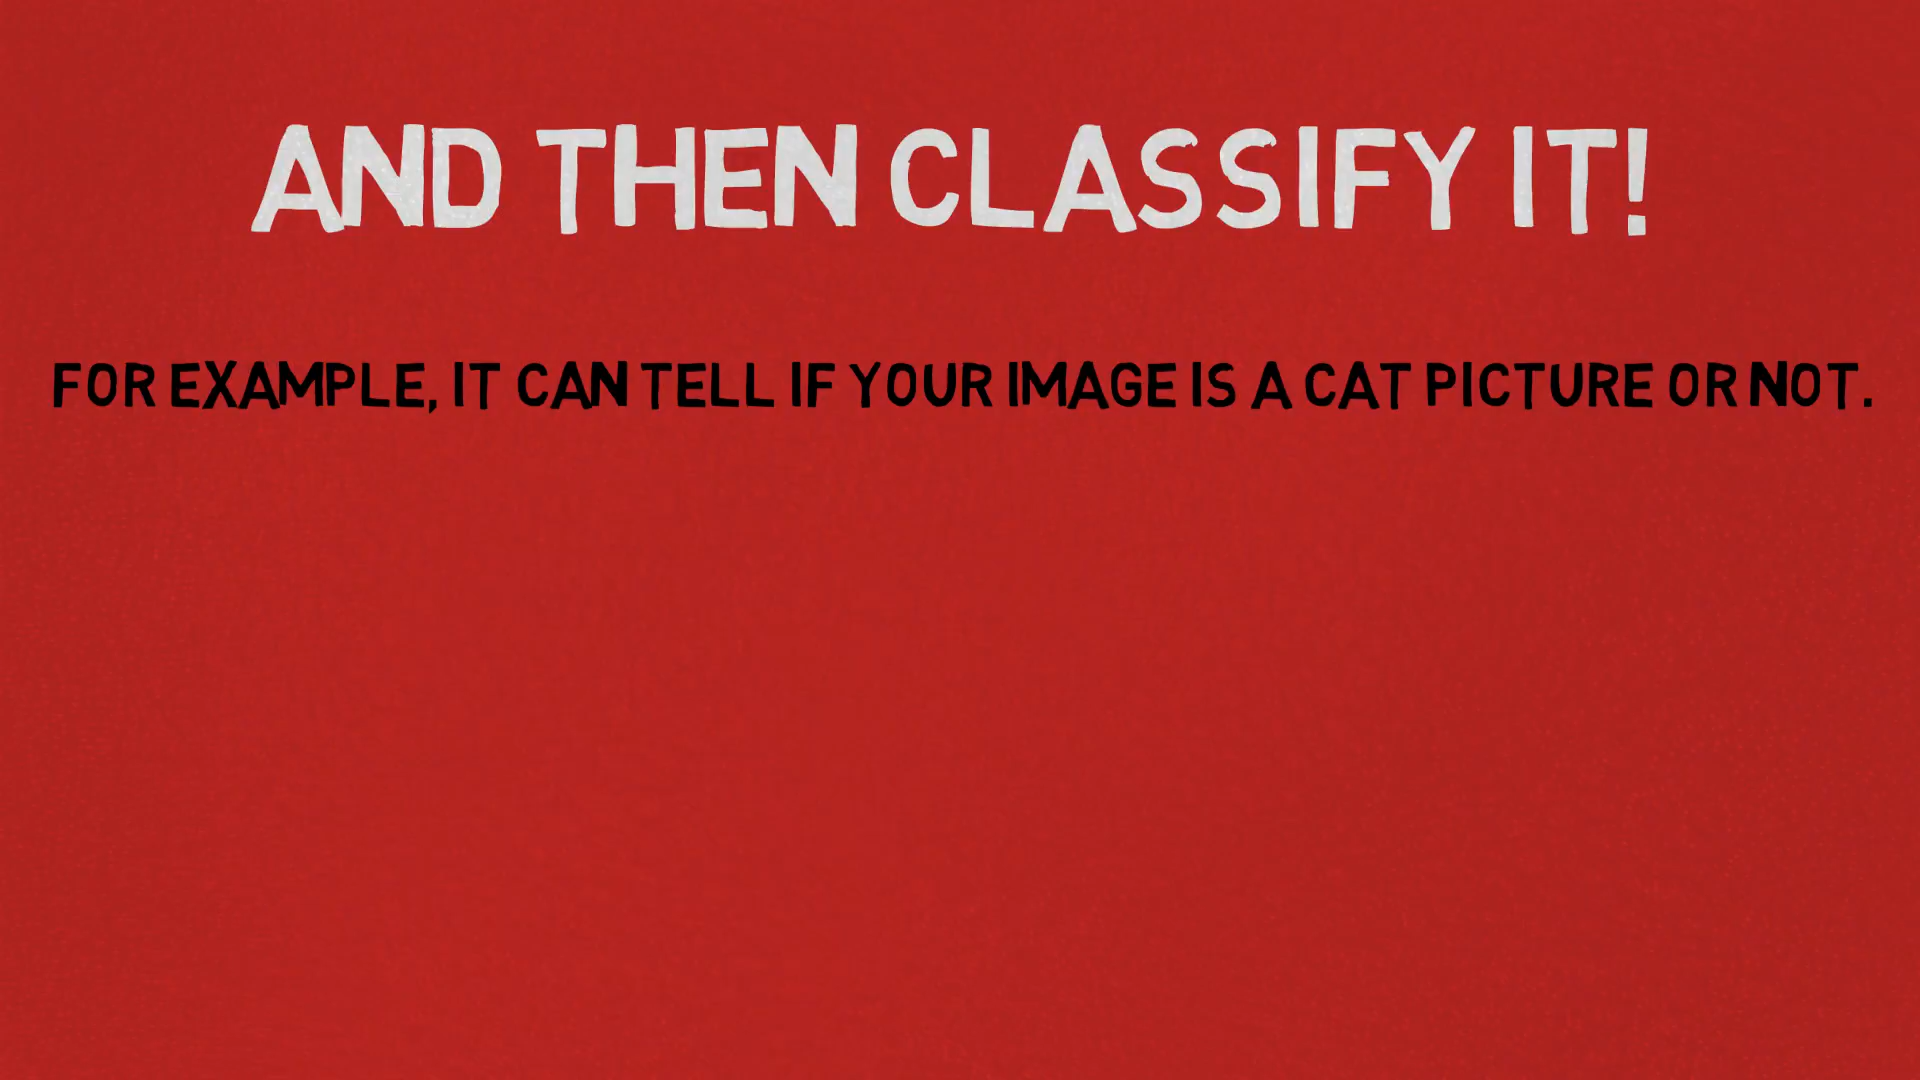 AND THEN CLASSIFY IT!
FOR EXAMPLE, IT CAN TELL IF YOUR IMAGE IS A CAT PICTURE OR NOT.